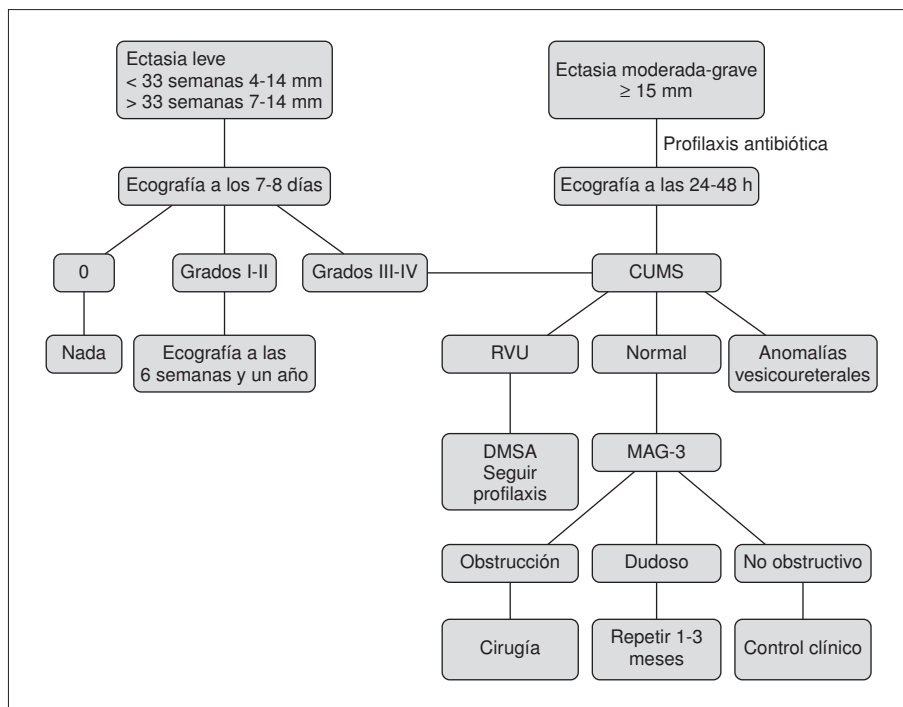 Ectasia leve
< 33 semanas 4-14 mm
> 33 semanas 7-14 mm
Ectasia moderada-grave
≥ 15 mm
Profilaxis antibiótica
Ecografía a los 7-8 días
Ecografía a las 24-48 h
0
Grados I-II
Grados III-IV
CUMS
Nada
Ecografía a las
6 semanas y un año
RVU
Normal
Anomalías
vesicoureterales
DMSA
Seguir
profilaxis
MAG-3
Obstrucción
Dudoso
No obstructivo
Cirugía
Repetir 1-3
meses
Control clínico